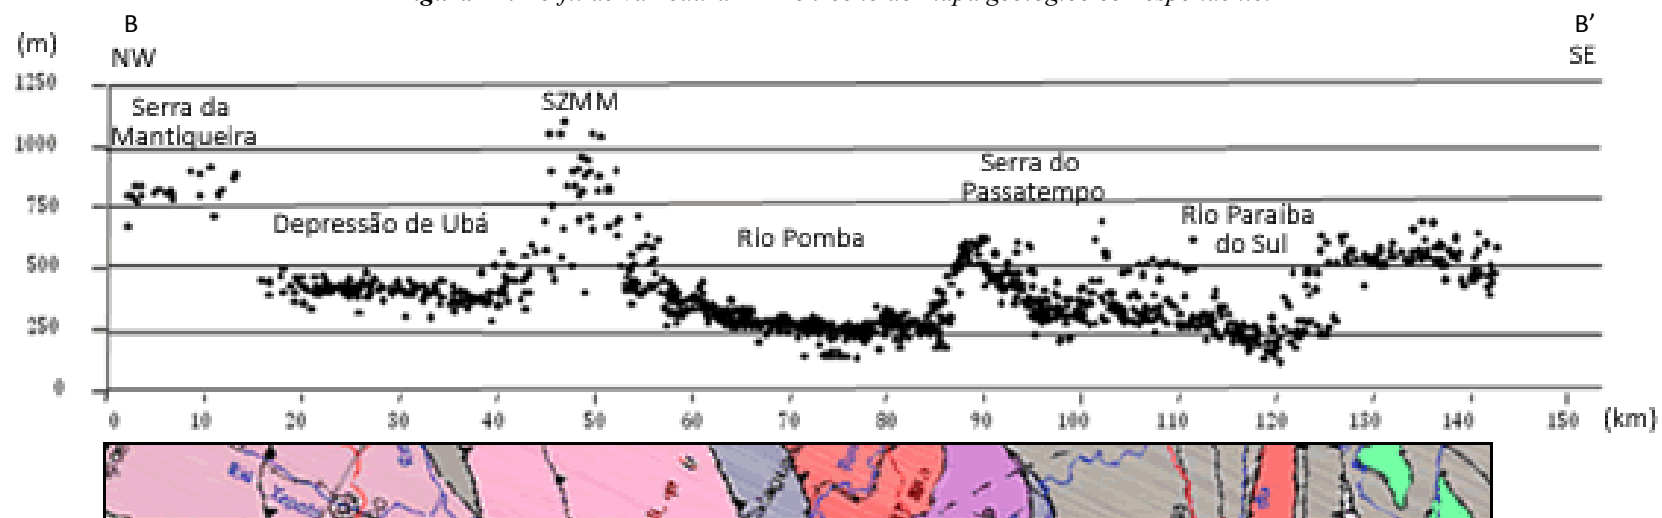 B
B’
(m)
NW
SE
1250
Serra da
Mantiqueira
SZMM
1000
Serra do
Passatempo
750
Depressão de Ubá
Rio Pomba
Rio Paraíba
do Sul
500
250
0
0 10 20 30 40 50 60 70 80 90 100 110 120 130 140 150 (km)